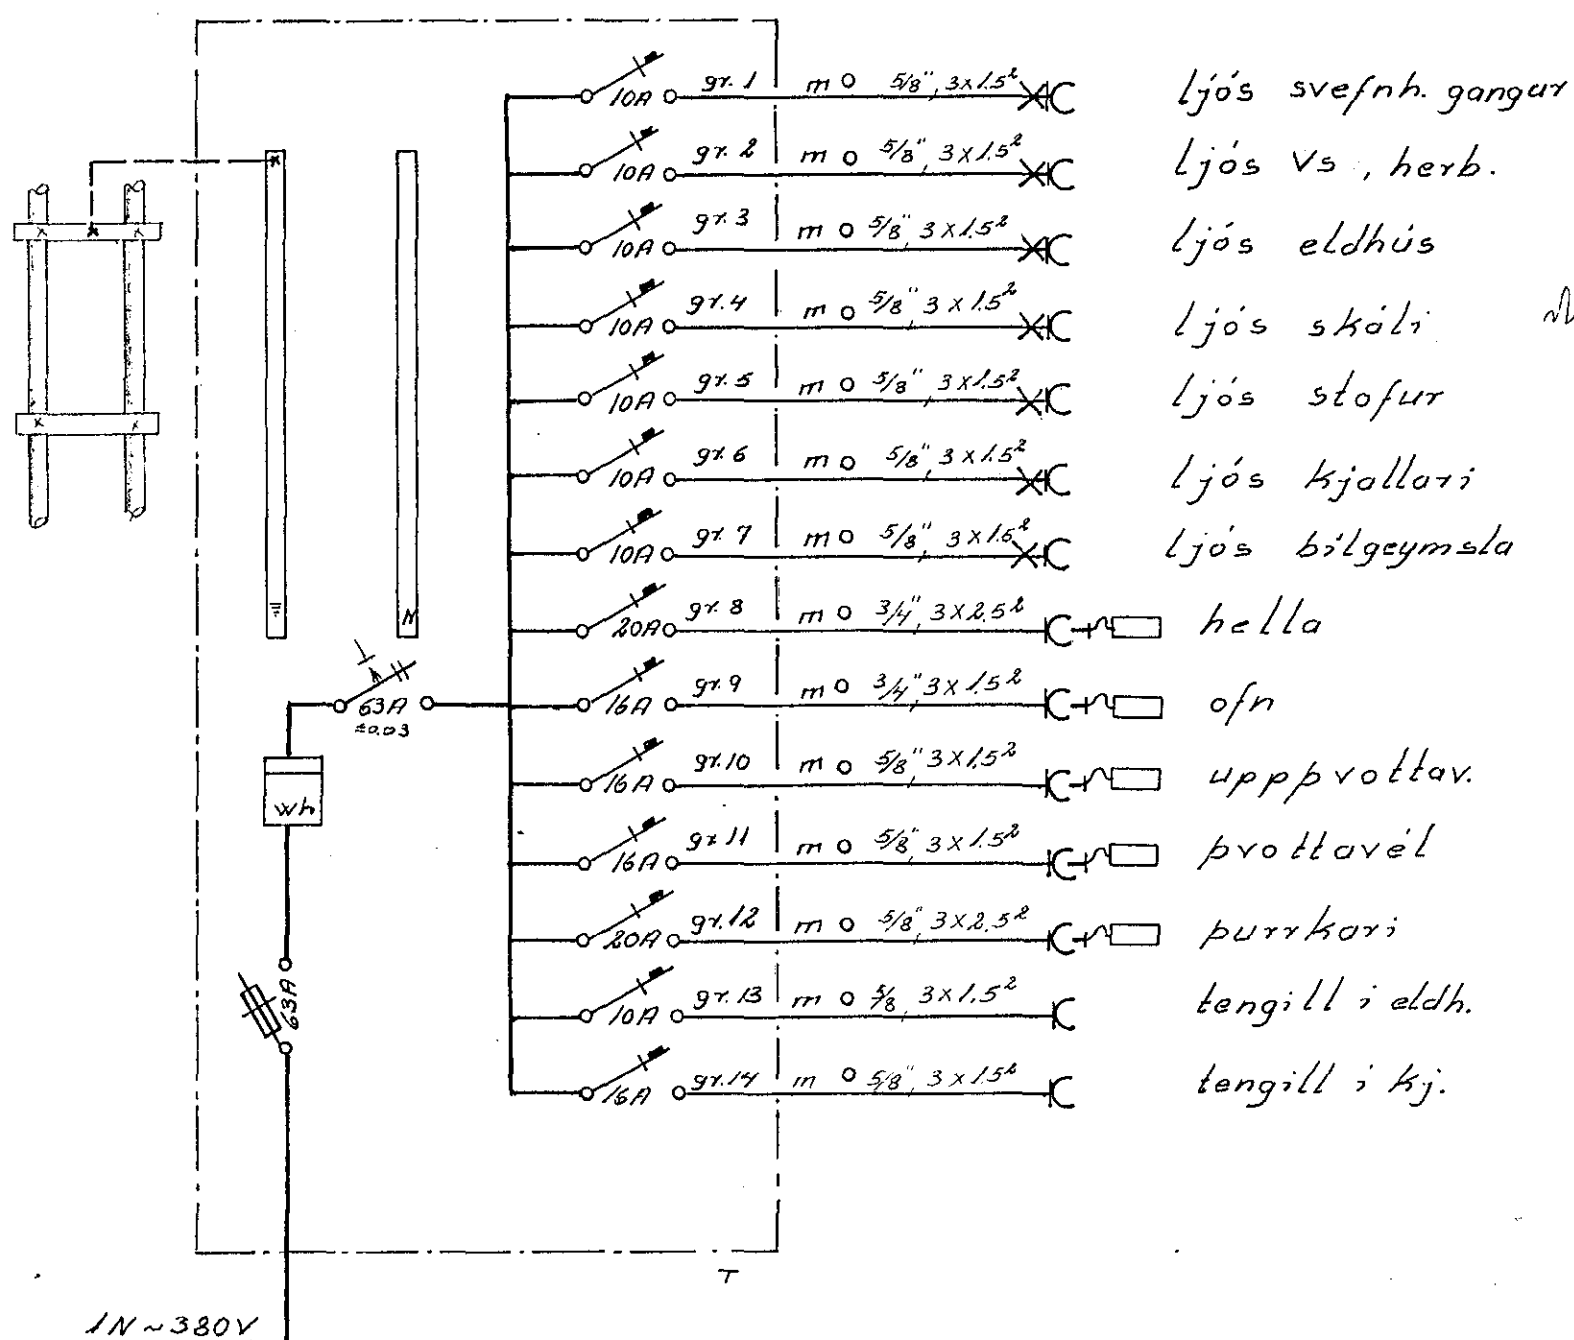 10A gr. 1 m 5/8", 3x1.5² ljós svefnh. gangur
10A gr. 2 m 5/8", 3x1.5² ljós Vs, herb.
10A gr. 3 m 5/8", 3x1.5² ljós eldhús
10A gr. 4 m 5/8", 3x1.5² ljós skáli
10A gr. 5 m 5/8", 3x1.5² ljós stofur
10A gr. 6 m 5/8", 3x1.5² ljós kjallari
10A gr. 7 m 5/8", 3x1.5² ljós bílgeymsla
20A gr. 8 m 3/4", 3x2.5² hella
16A gr. 9 m 3/4", 3x1.5² ofn
16A gr. 10 m 5/8", 3x1.5² uppþvottav.
16A gr. 11 m 5/8", 3x1.5² þvottavél
20A gr. 12 m 5/8", 3x2.5² þurrkari
10A gr. 13 m 5/8, 3x1.5² tengill í eldh.
16A gr. 14 m 5/8", 3x1.5² tengill í kj.
N
63A
±0.03
Wh
63A
T
1N~380V